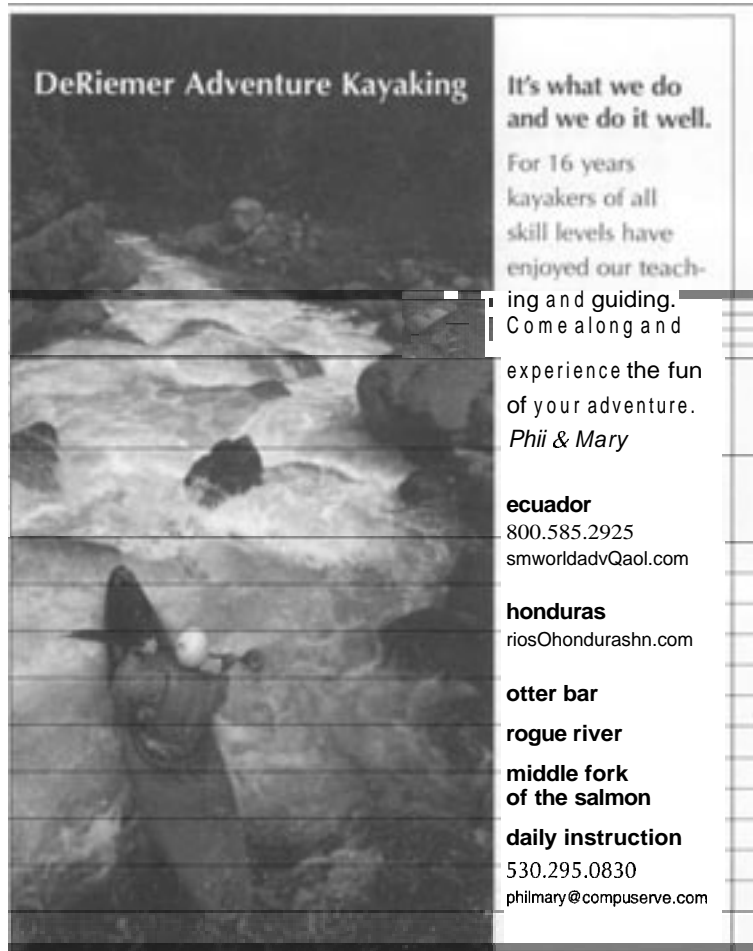 DeRiemer Adventure Kayaking
It's what we do
and we do it well.
For 16 years
kayakers of all
skill levels have
enjoyed our teach-
ing and guiding.
Come along and
experience the fun
of your adventure.
Phii & Mary
ecuador
800.585.2925
smworldadvQaol.com
honduras
riosOhondurashn.com
otter bar
rogue river
middle fork
of the salmon
daily instruction
530.295.0830
philmary@compuserve.com